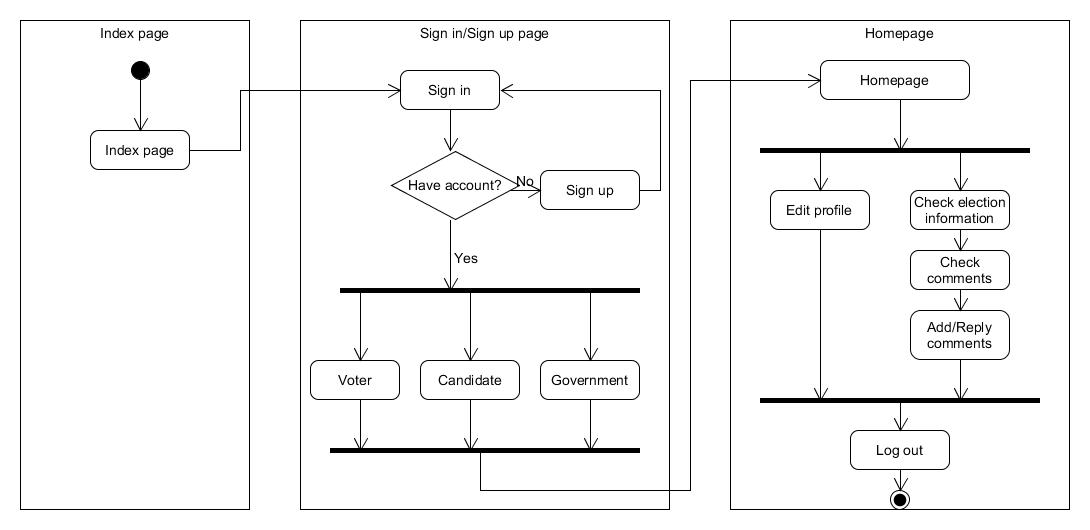 Index page
Index page
Sign in/Sign up page
Sign in
Have account?
No
Sign up
Yes
Voter
Candidate
Government
Homepage
Homepage
Edit profile
Check election
information
Check
comments
Add/Reply
comments
Log out